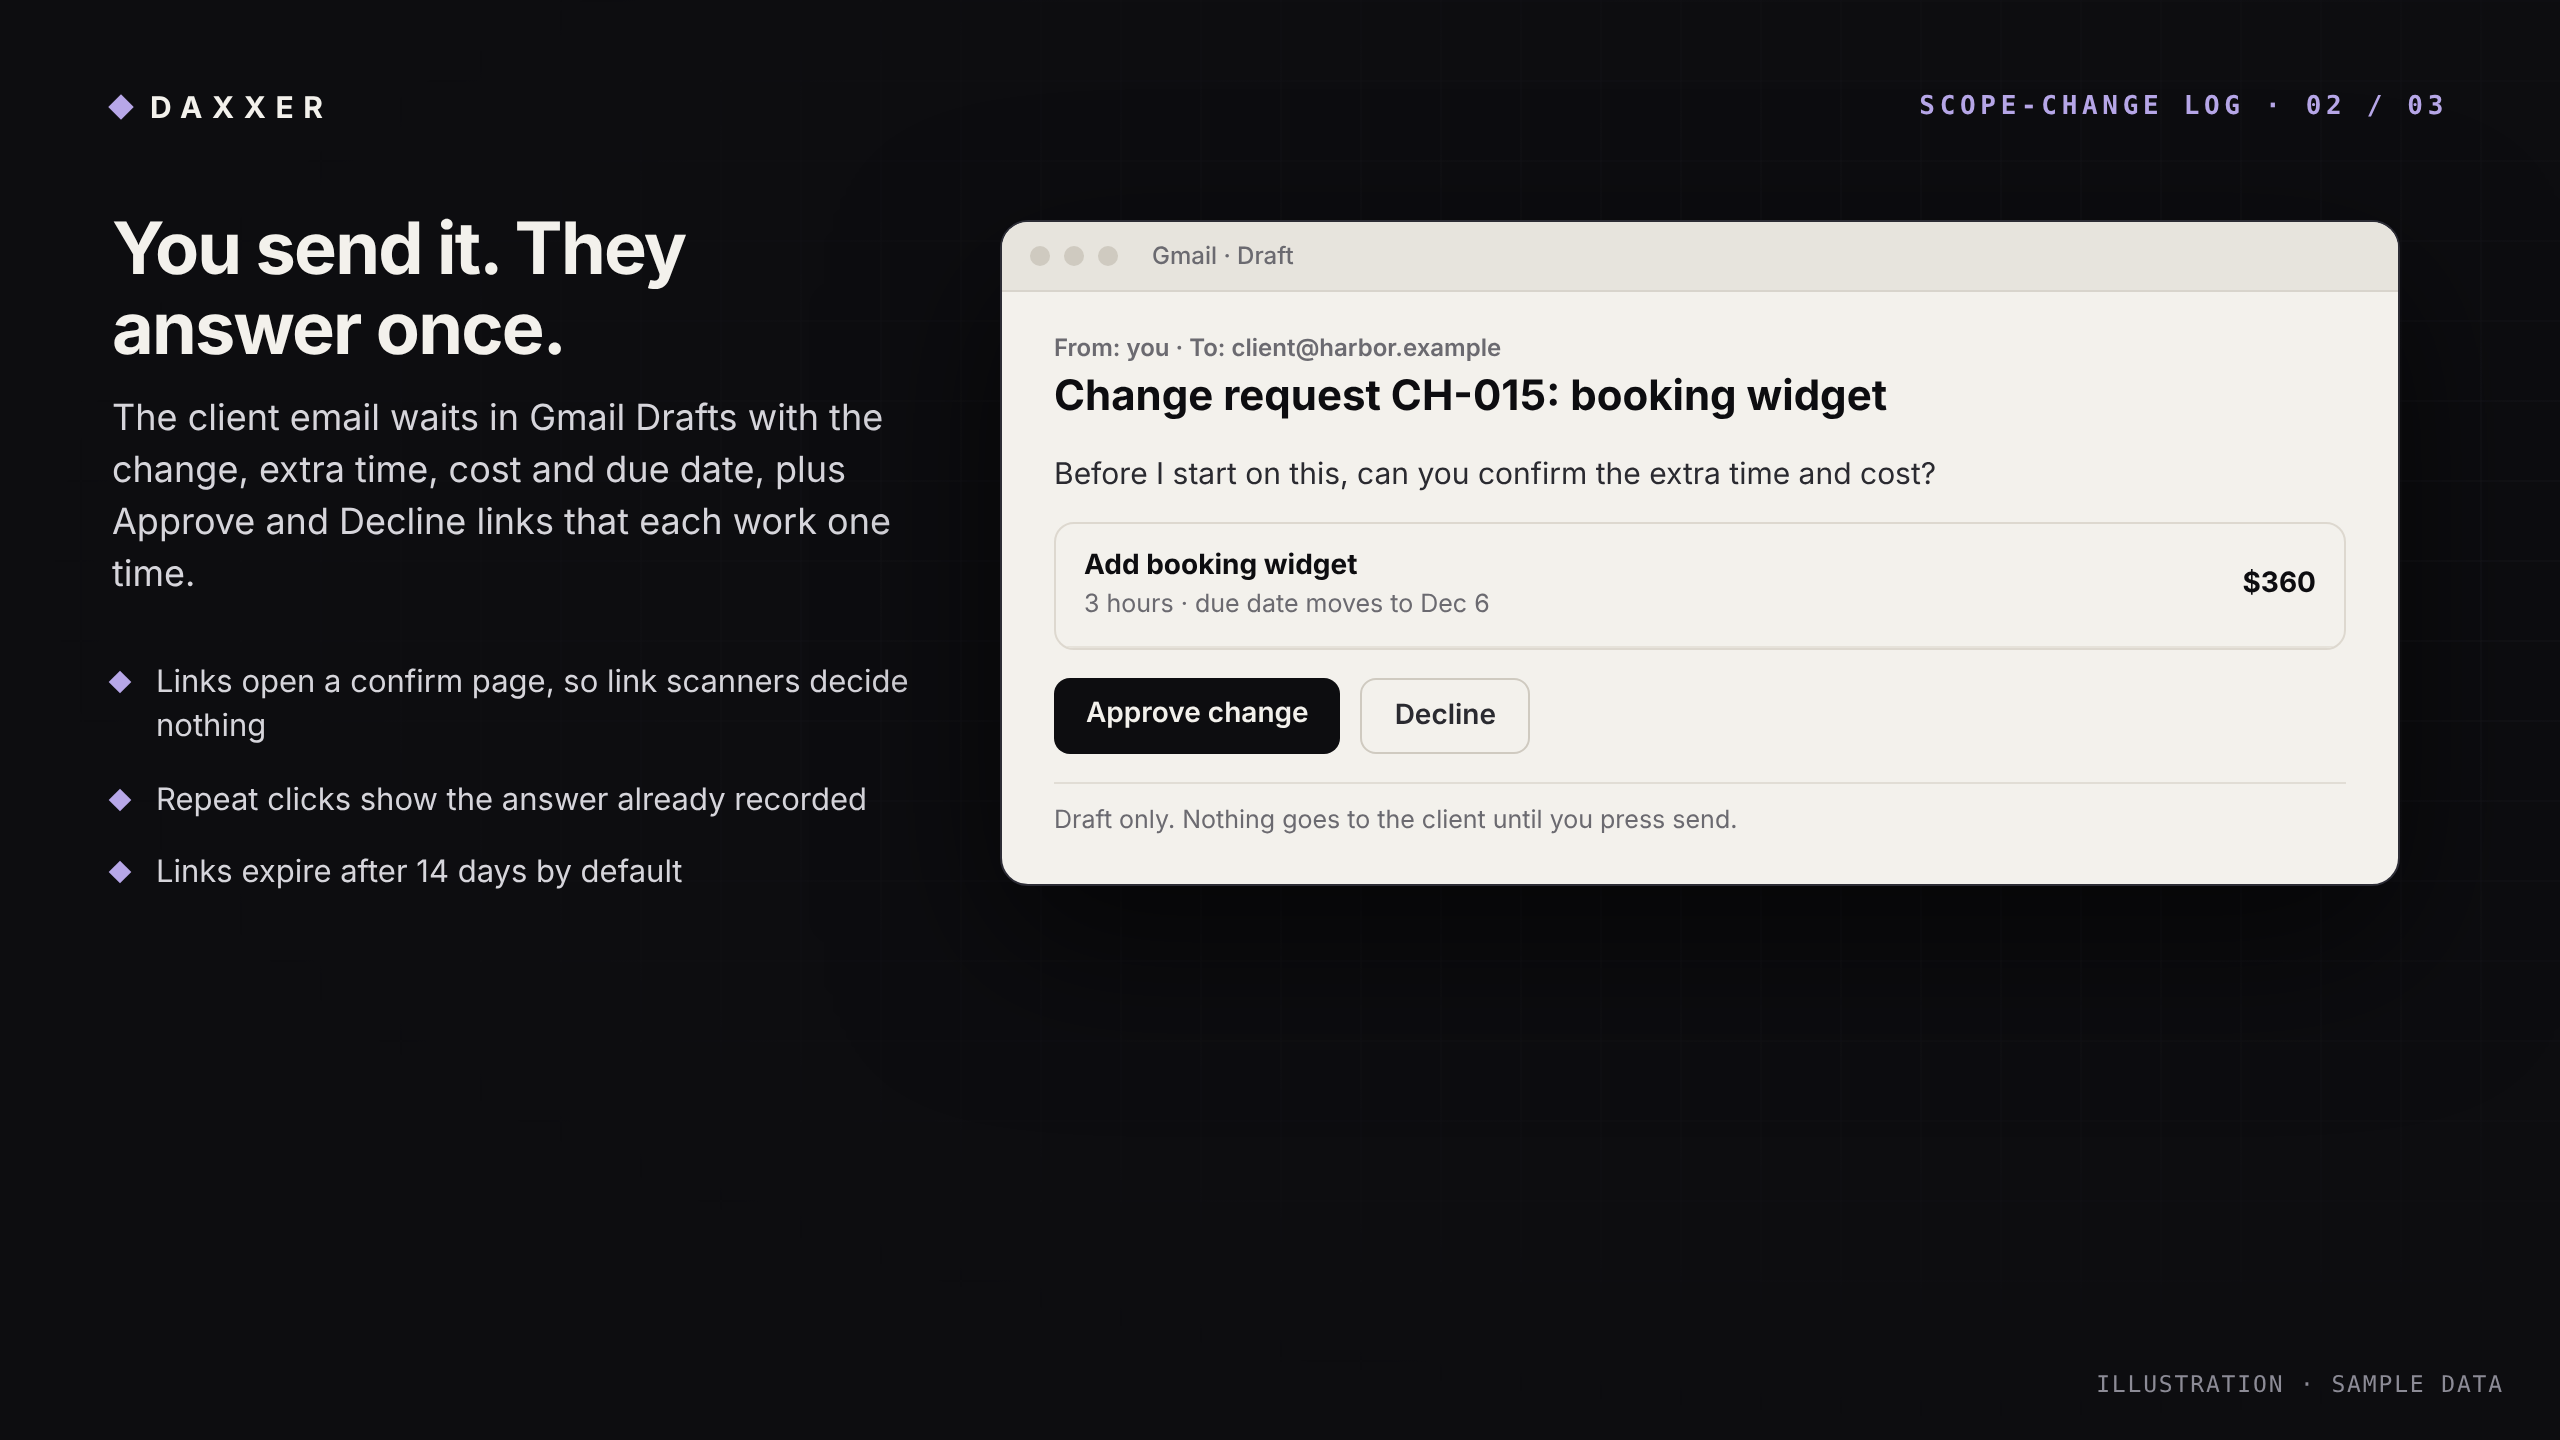 DAXXER
SCOPE-CHANGE LOG · 02 / 03
You send it. They
answer once.
The client email waits in Gmail Drafts with the
change, extra time, cost and due date, plus
Approve and Decline links that each work one
time.
Links open a confirm page, so link scanners decide
nothing
Repeat clicks show the answer already recorded
Links expire after 14 days by default
Gmail · Draft
From: you · To: client@harbor.example
Change request CH-015: booking widget
Before I start on this, can you confirm the extra time and cost?
Add booking widget
3 hours · due date moves to Dec 6
$360
Approve change
Decline
Draft only. Nothing goes to the client until you press send.
ILLUSTRATION · SAMPLE DATA